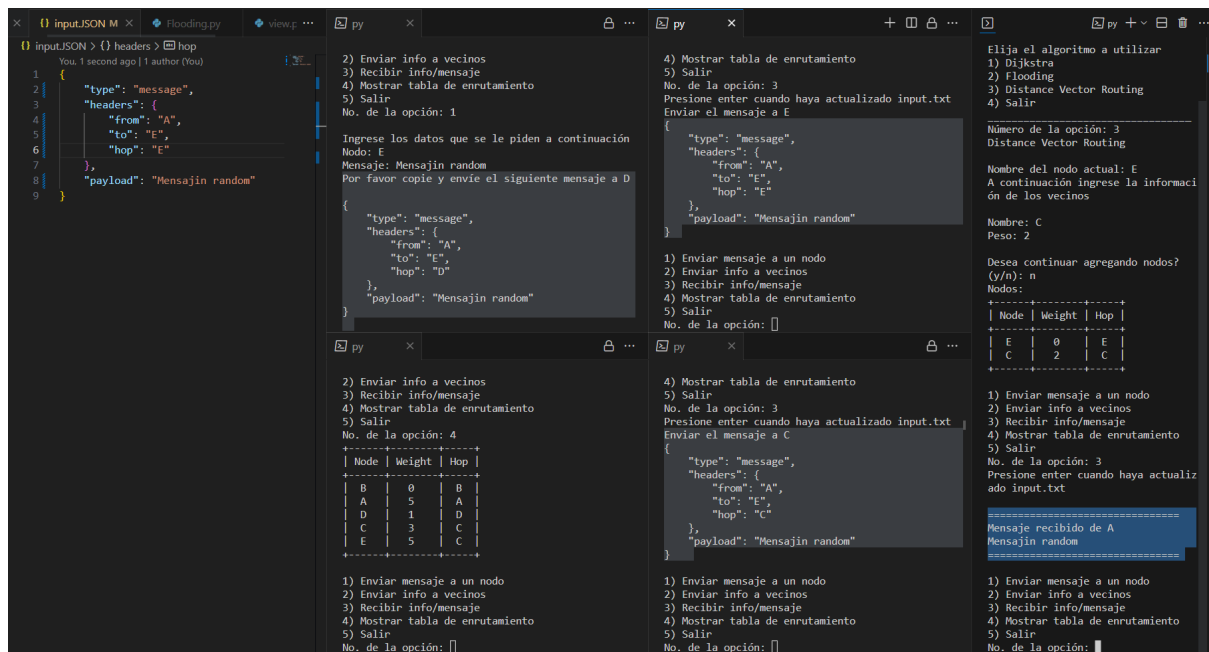 {} input.JSON M × Flooding.py view.p ···
{} input.JSON > {} headers > hop
You, 1 second ago | 1 author (You)
1 {
2 "type": "message",
3 "headers": {
4 "from": "A",
5 "to": "E",
6 "hop": "E"
7 },
8 "payload": "Mensajin random"
9 }
py
2) Enviar info a vecinos
3) Recibir info/mensaje
4) Mostrar tabla de enrutamiento
5) Salir
No. de la opción: 1
Ingrese los datos que se le piden a continuación
Nodo: E
Mensaje: Mensajin random
Por favor copie y envíe el siguiente mensaje a D
{
"type": "message",
"headers": {
"from": "A",
"to": "E",
"hop": "D"
},
"payload": "Mensajin random"
}
py
4) Mostrar tabla de enrutamiento
5) Salir
No. de la opción: 3
Presione enter cuando haya actualizado input.txt
Enviar el mensaje a E
{
"type": "message",
"headers": {
"from": "A",
"to": "E",
"hop": "E"
},
"payload": "Mensajin random"
}
1) Enviar mensaje a un nodo
2) Enviar info a vecinos
3) Recibir info/mensaje
4) Mostrar tabla de enrutamiento
5) Salir
No. de la opción:
py
2) Enviar info a vecinos
3) Recibir info/mensaje
4) Mostrar tabla de enrutamiento
5) Salir
No. de la opción: 4
+------+--------+-----+
| Node | Weight | Hop |
+------+--------+-----+
| B | 0 | B |
| A | 5 | A |
| D | 1 | D |
| C | 3 | C |
| E | 5 | C |
+------+--------+-----+
1) Enviar mensaje a un nodo
2) Enviar info a vecinos
3) Recibir info/mensaje
4) Mostrar tabla de enrutamiento
5) Salir
No. de la opción:
py
4) Mostrar tabla de enrutamiento
5) Salir
No. de la opción: 3
Presione enter cuando haya actualizado input.txt
Enviar el mensaje a C
{
"type": "message",
"headers": {
"from": "A",
"to": "E",
"hop": "C"
},
"payload": "Mensajin random"
}
1) Enviar mensaje a un nodo
2) Enviar info a vecinos
3) Recibir info/mensaje
4) Mostrar tabla de enrutamiento
5) Salir
No. de la opción:
py
Elija el algoritmo a utilizar
1) Dijkstra
2) Flooding
3) Distance Vector Routing
4) Salir
Número de la opción: 3
Distance Vector Routing
Nombre del nodo actual: E
A continuación ingrese la informaci
ón de los vecinos
Nombre: C
Peso: 2
Desea continuar agregando nodos?
(y/n): n
Nodos:
+------+--------+-----+
| Node | Weight | Hop |
+------+--------+-----+
| E | 0 | E |
| C | 2 | C |
+------+--------+-----+
1) Enviar mensaje a un nodo
2) Enviar info a vecinos
3) Recibir info/mensaje
4) Mostrar tabla de enrutamiento
5) Salir
No. de la opción: 3
Presione enter cuando haya actualiz
ado input.txt
================================
Mensaje recibido de A
Mensajin random
================================
1) Enviar mensaje a un nodo
2) Enviar info a vecinos
3) Recibir info/mensaje
4) Mostrar tabla de enrutamiento
5) Salir
No. de la opción: